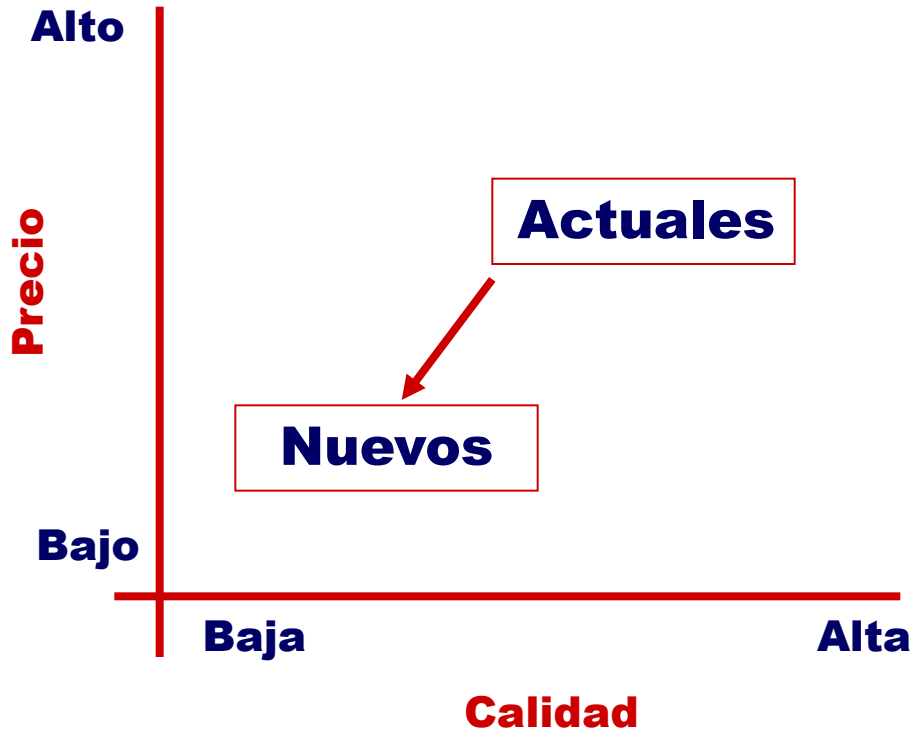 Alto
Precio
Actuales
Nuevos
Bajo
Baja
Alta
Calidad